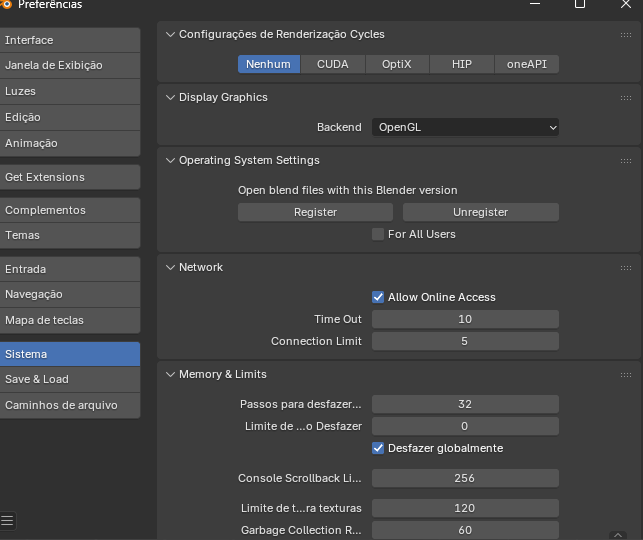 Preferências
Interface
Janela de Exibição
Luzes
Edição
Animação
Get Extensions
Complementos
Temas
Entrada
Navegação
Mapa de teclas
Sistema
Save & Load
Caminhos de arquivo
Configurações de Renderização Cycles
Nenhum CUDA OptiX HIP oneAPI
Display Graphics
Backend OpenGL
Operating System Settings
Open blend files with this Blender version
Register Unregister
For All Users
Network
Allow Online Access
Time Out 10
Connection Limit 5
Memory & Limits
Passos para desfazer... 32
Limite de ...o Desfazer 0
Desfazer globalmente
Console Scrollback Li... 256
Limite de t...ra texturas 120
Garbage Collection R... 60